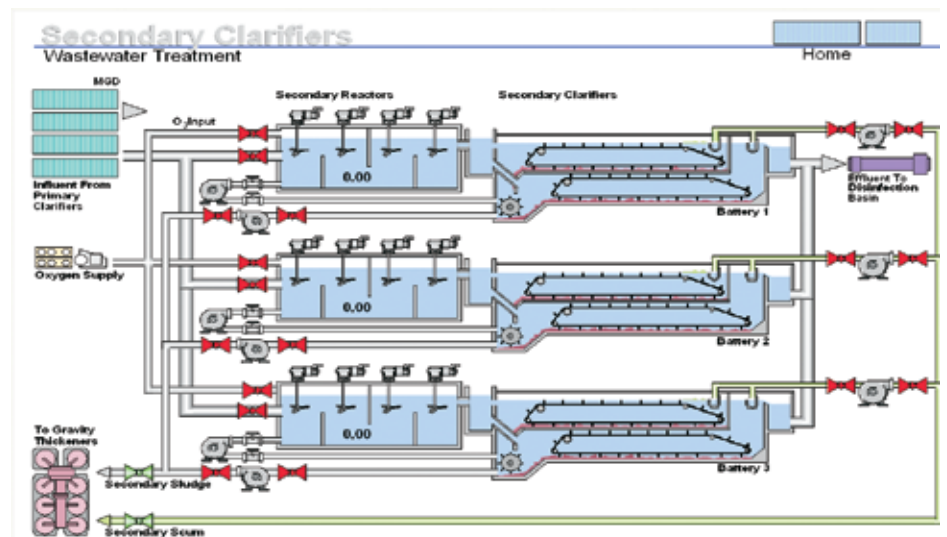 Secondary Clarifiers
Wastewater Treatment
Home
MGD
Secondary Reactors
Secondary Clarifiers
O2Input
0.00
Influent From
Primary
Clarifiers
Effluent To
Disinfection
Basin
Battery 1
Oxygen Supply
0.00
Battery 2
To Gravity
Thickeners
0.00
Battery 3
Secondary Sludge
Secondary Scum